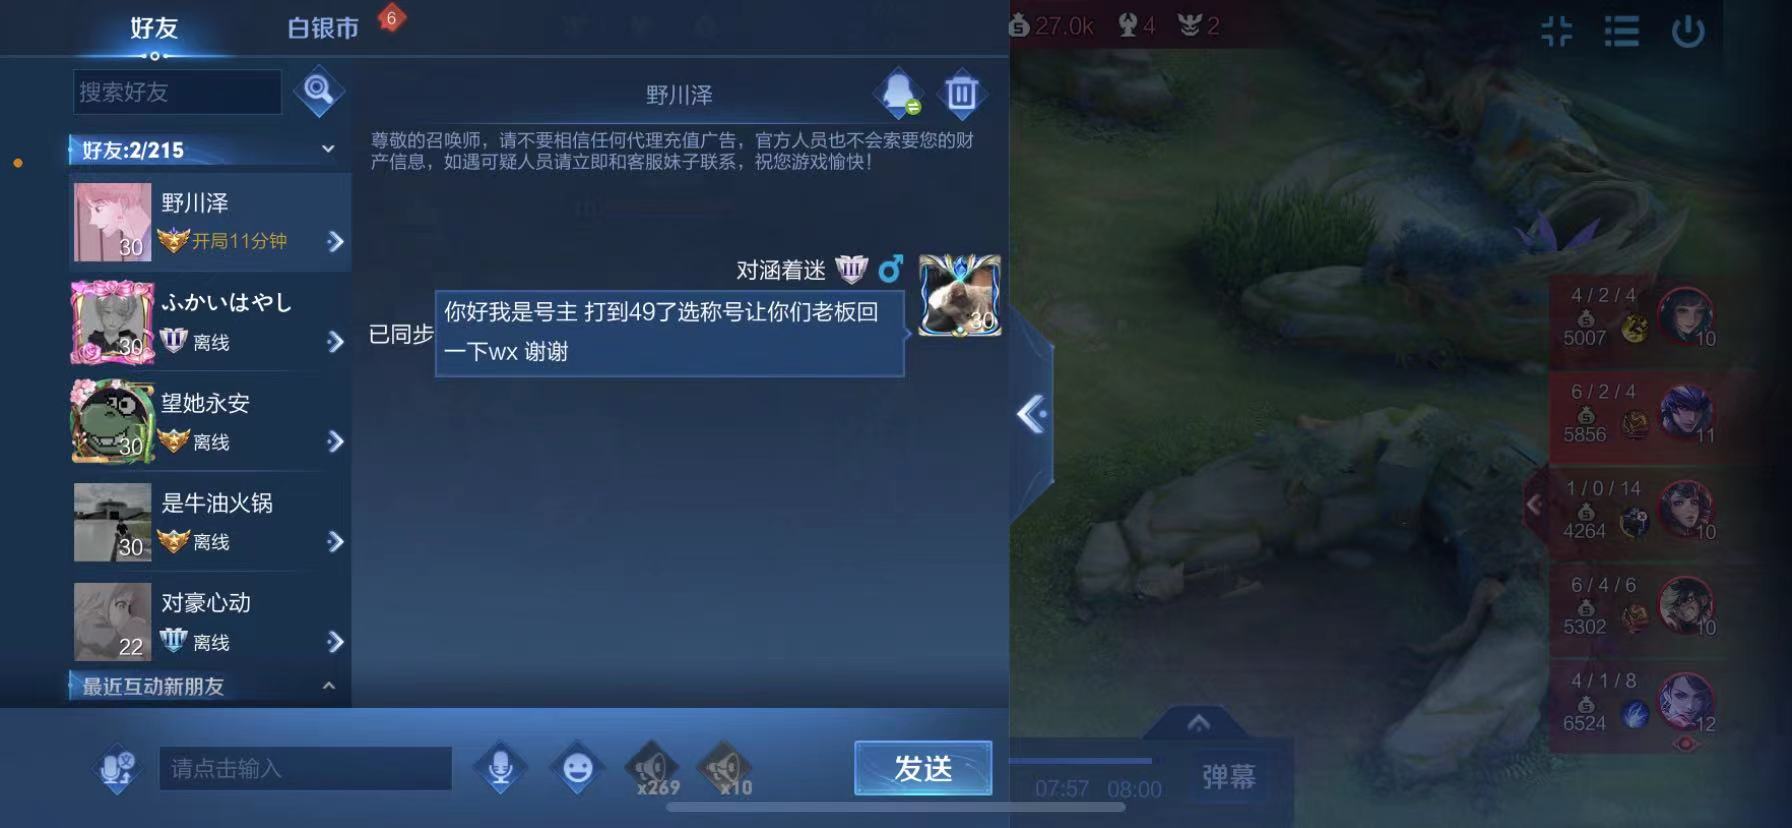 好友
白银市
6
27.0k
4
2
搜索好友
野川泽
好友:2/215
尊敬的召唤师，请不要相信任何代理充值广告，官方人员也不会索要您的财
产信息，如遇可疑人员请立即和客服妹子联系，祝您游戏愉快！
野川泽
30
开局11分钟
ふかいはやし
30
离线
望她永安
30
离线
是牛油火锅
30
离线
对豪心动
22
离线
最近互动新朋友
对涵着迷
30
已同步
你好我是号主 打到49了选称号让你们老板回
一下wx 谢谢
4 / 2 / 4
5007
10
6 / 2 / 4
5856
11
1 / 0 / 14
4264
10
6 / 4 / 6
5302
10
4 / 1 / 8
6524
12
请点击输入
x269
x10
发送
07:57
08:00
弹幕